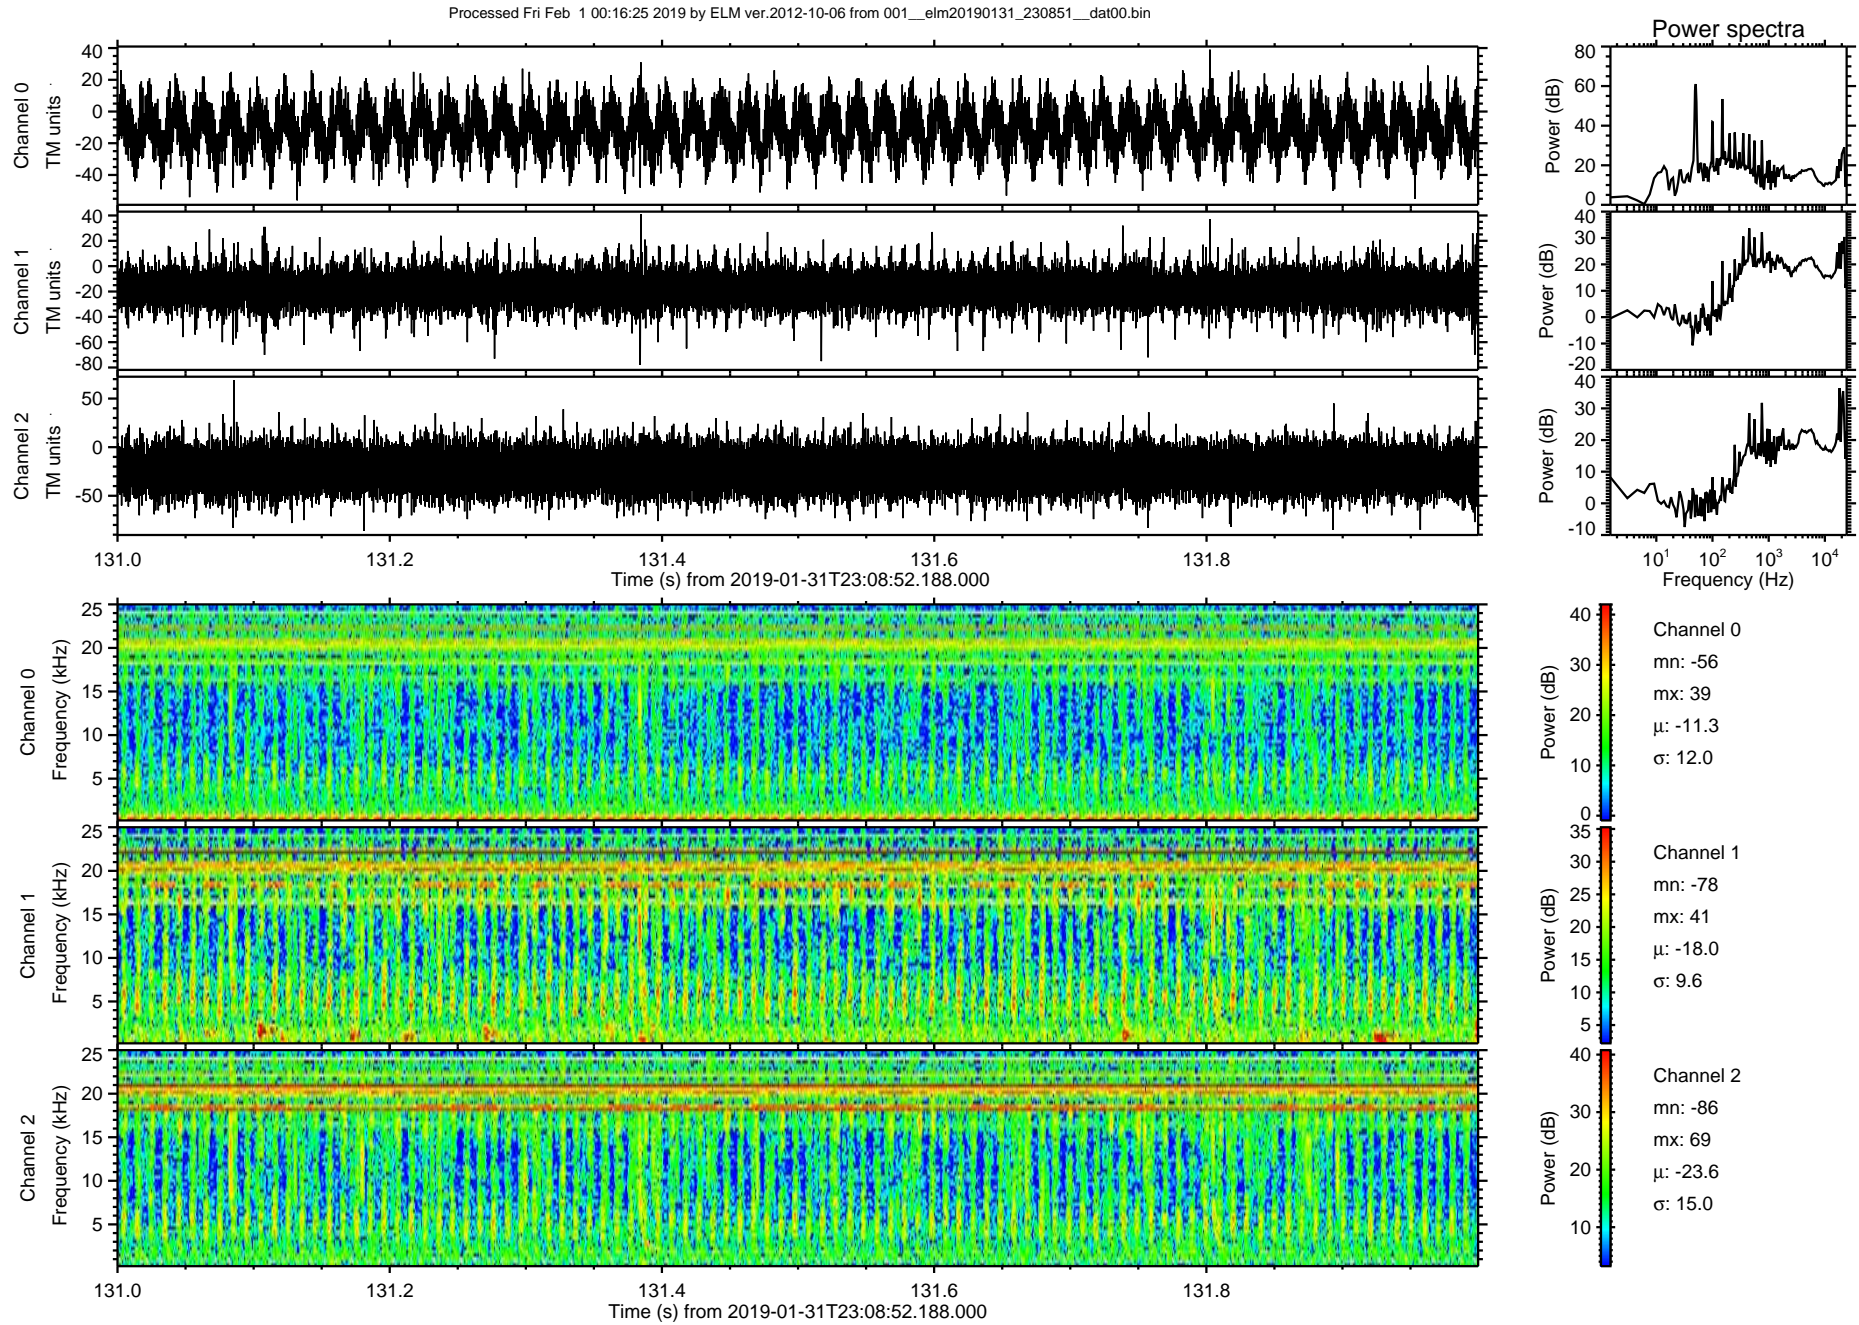 Processed Fri Feb  1 00:16:25 2019 by ELM ver.2012-10-06 from 001__elm20190131_230851__dat00.bin
Power spectra
Channel 0
TM units
40
20
0
-20
-40
Power (dB)
80
60
40
20
0
Channel 1
TM units
40
20
0
-20
-40
-60
-80
Power (dB)
40
30
20
10
0
-10
-20
Channel 2
TM units
50
0
-50
Power (dB)
40
30
20
10
0
-10
131.0 131.2 131.4 131.6 131.8
Time (s) from 2019-01-31T23:08:52.188.000
10^1 10^2 10^3 10^4
Frequency (Hz)
Channel 0
Frequency (kHz)
25
20
15
10
5
Power (dB)
40
30
20
10
0
Channel 0
mn: -56
mx: 39
μ: -11.3
σ: 12.0
Channel 1
Frequency (kHz)
25
20
15
10
5
Power (dB)
35
30
25
20
15
10
5
Channel 1
mn: -78
mx: 41
μ: -18.0
σ: 9.6
Channel 2
Frequency (kHz)
25
20
15
10
5
Power (dB)
40
30
20
10
Channel 2
mn: -86
mx: 69
μ: -23.6
σ: 15.0
131.0 131.2 131.4 131.6 131.8
Time (s) from 2019-01-31T23:08:52.188.000